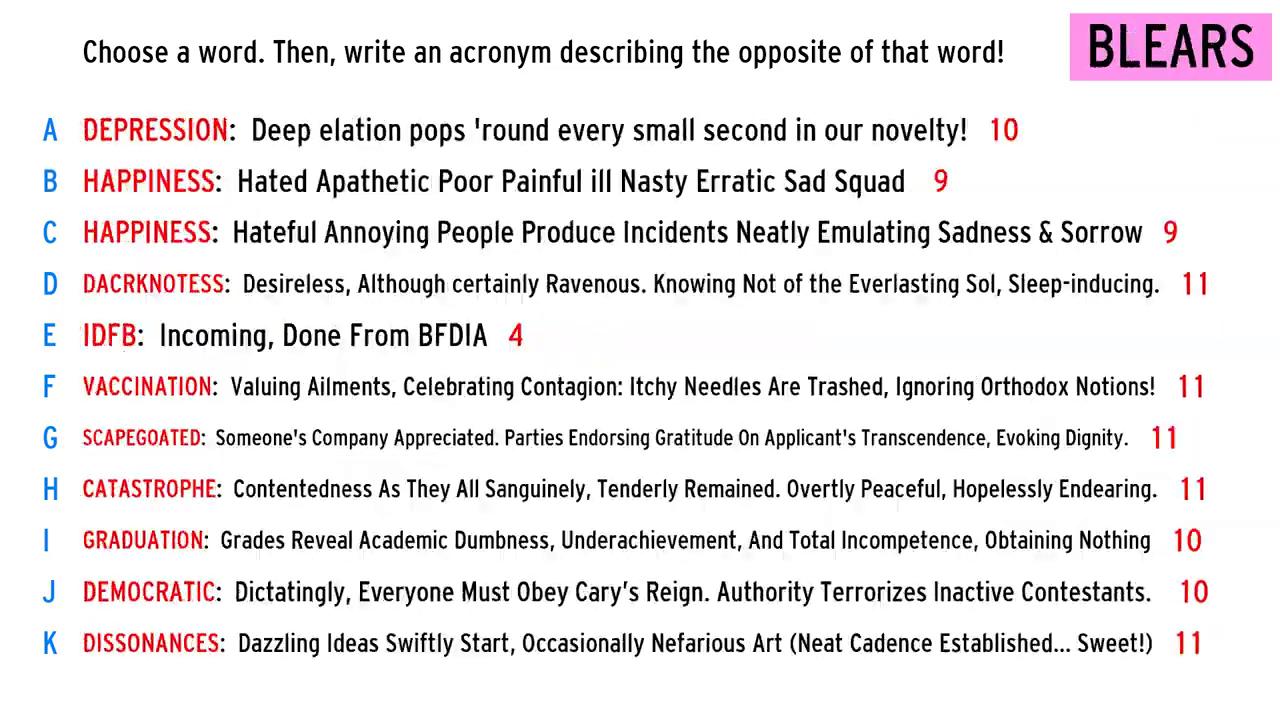 Choose a word. Then, write an acronym describing the opposite of that word!
BLEARS
A DEPRESSION: Deep elation pops 'round every small second in our novelty! 10
B HAPPINESS: Hated Apathetic Poor Painful ill Nasty Erratic Sad Squad 9
C HAPPINESS: Hateful Annoying People Produce Incidents Neatly Emulating Sadness & Sorrow 9
D DACRKNOTESS: Desireless, Although certainly Ravenous. Knowing Not of the Everlasting Sol, Sleep-inducing. 11
E IDFB: Incoming, Done From BFDIA 4
F VACCINATION: Valuing Ailments, Celebrating Contagion: Itchy Needles Are Trashed, Ignoring Orthodox Notions! 11
G SCAPEGOATED: Someone's Company Appreciated. Parties Endorsing Gratitude On Applicant's Transcendence, Evoking Dignity. 11
H CATASTROPHE: Contentedness As They All Sanguinely, Tenderly Remained. Overtly Peaceful, Hopelessly Endearing. 11
I GRADUATION: Grades Reveal Academic Dumbness, Underachievement, And Total Incompetence, Obtaining Nothing 10
J DEMOCRATIC: Dictatingly, Everyone Must Obey Cary's Reign. Authority Terrorizes Inactive Contestants. 10
K DISSONANCES: Dazzling Ideas Swiftly Start, Occasionally Nefarious Art (Neat Cadence Established... Sweet!) 11